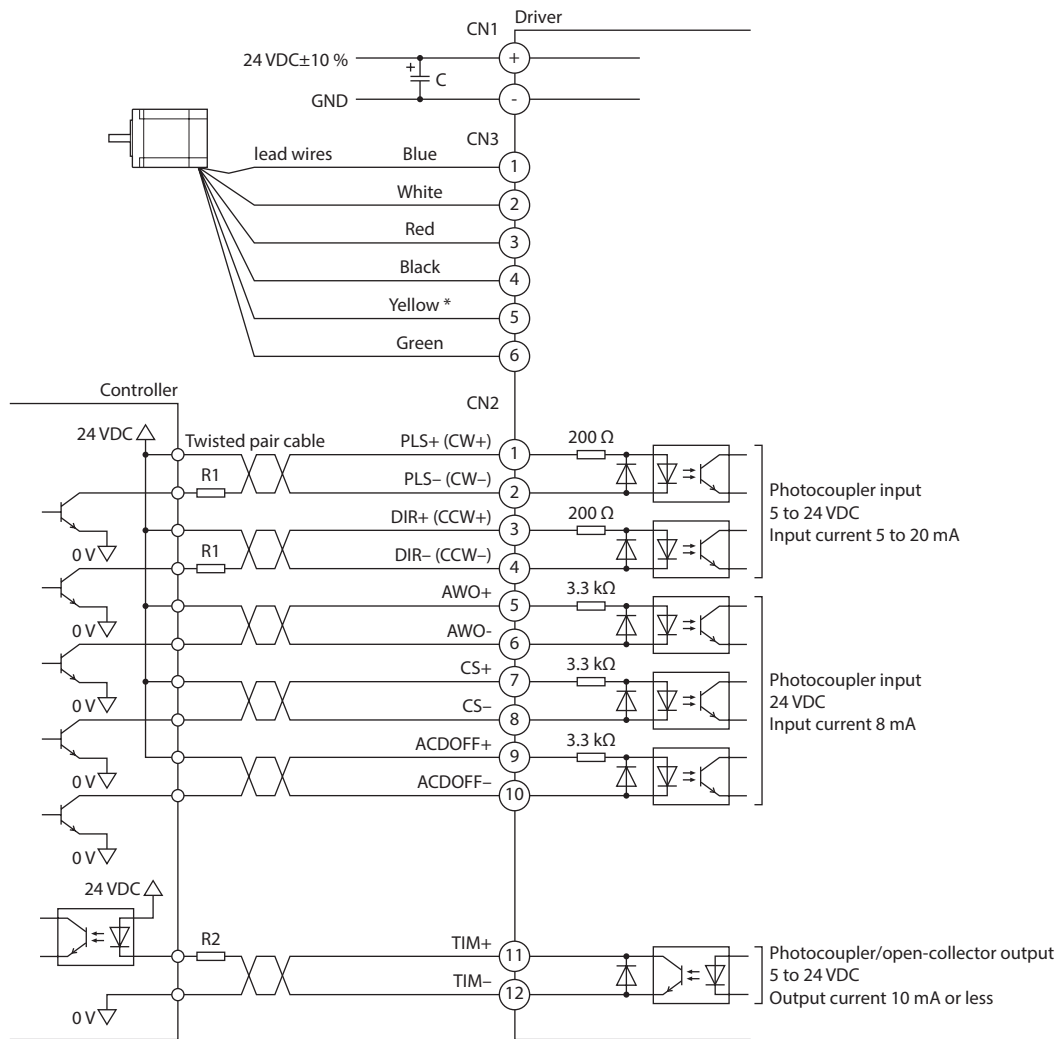 Driver
CN1
24 VDC±10 %
+
+
C
GND
-
CN3
lead wires
Blue
1
White
2
Red
3
Black
4
Yellow *
5
Green
6
Controller
CN2
24 VDC
Twisted pair cable
PLS+ (CW+)
1
200 Ω
R1
PLS– (CW–)
2
Photocoupler input
5 to 24 VDC
Input current 5 to 20 mA
0 V
DIR+ (CCW+)
3
200 Ω
R1
DIR– (CCW–)
4
0 V
AWO+
5
3.3 kΩ
AWO-
6
0 V
CS+
7
3.3 kΩ
CS–
8
Photocoupler input
24 VDC
Input current 8 mA
0 V
ACDOFF+
9
3.3 kΩ
ACDOFF–
10
0 V
24 VDC
R2
TIM+
11
TIM–
12
0 V
Photocoupler/open-collector output
5 to 24 VDC
Output current 10 mA or less